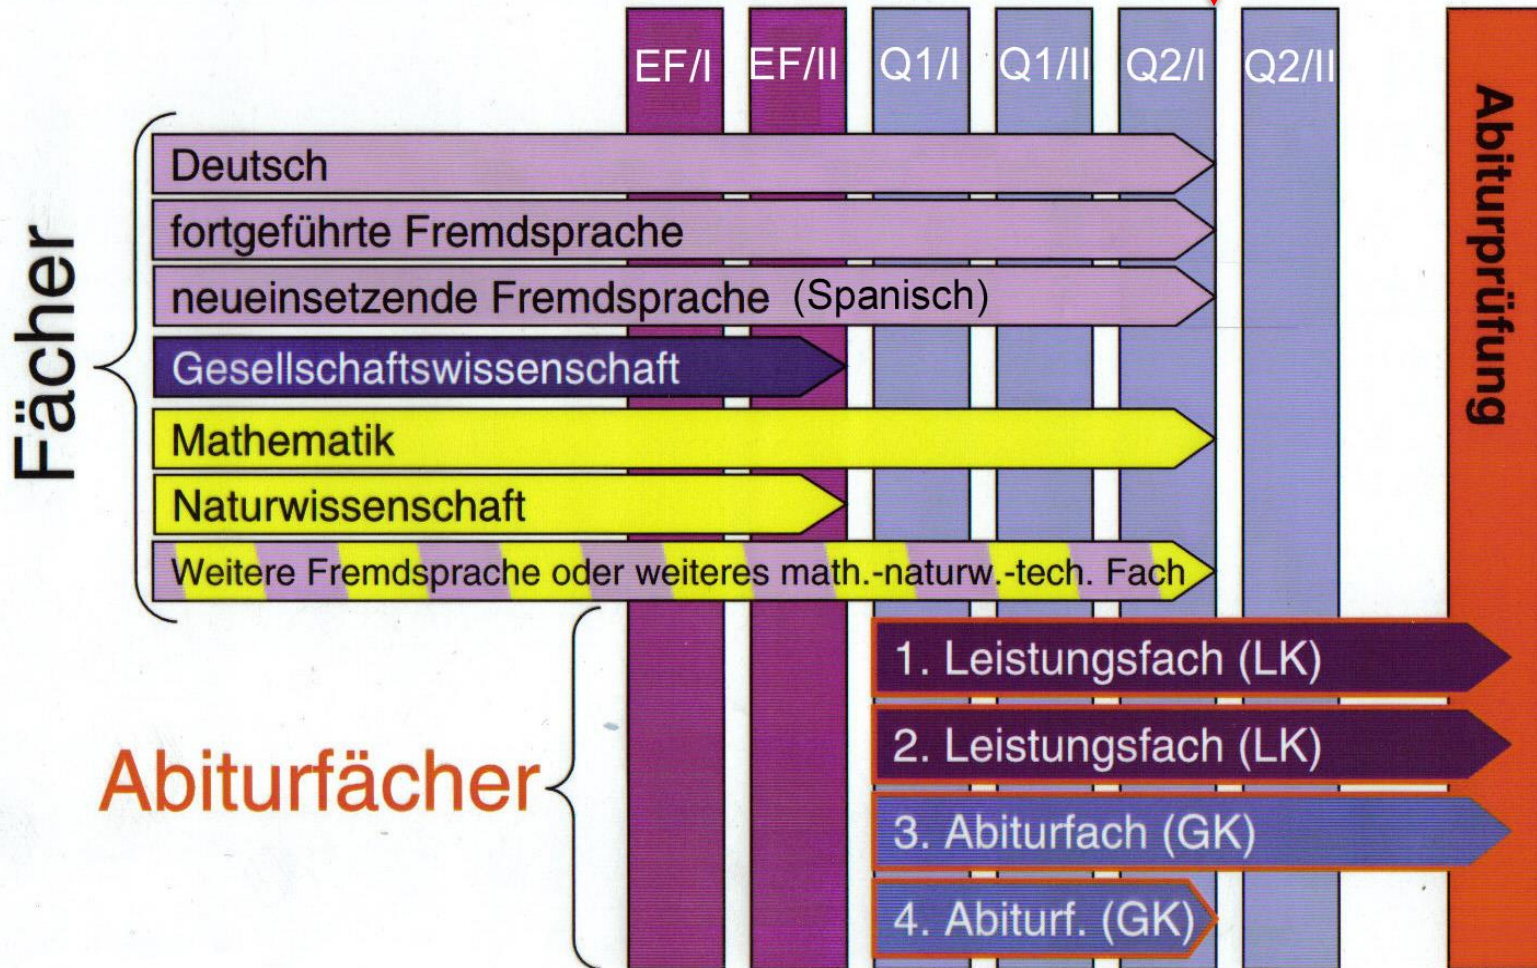 EF/I EF/II Q1/I Q1/II Q2/I Q2/II
Abiturprüfung
Fächer
Deutsch
fortgeführte Fremdsprache
neueinsetzende Fremdsprache (Spanisch)
Gesellschaftswissenschaft
Mathematik
Naturwissenschaft
Weitere Fremdsprache oder weiteres math.-naturw.-tech. Fach
Abiturfächer
1. Leistungsfach (LK)
2. Leistungsfach (LK)
3. Abiturfach (GK)
4. Abiturf. (GK)